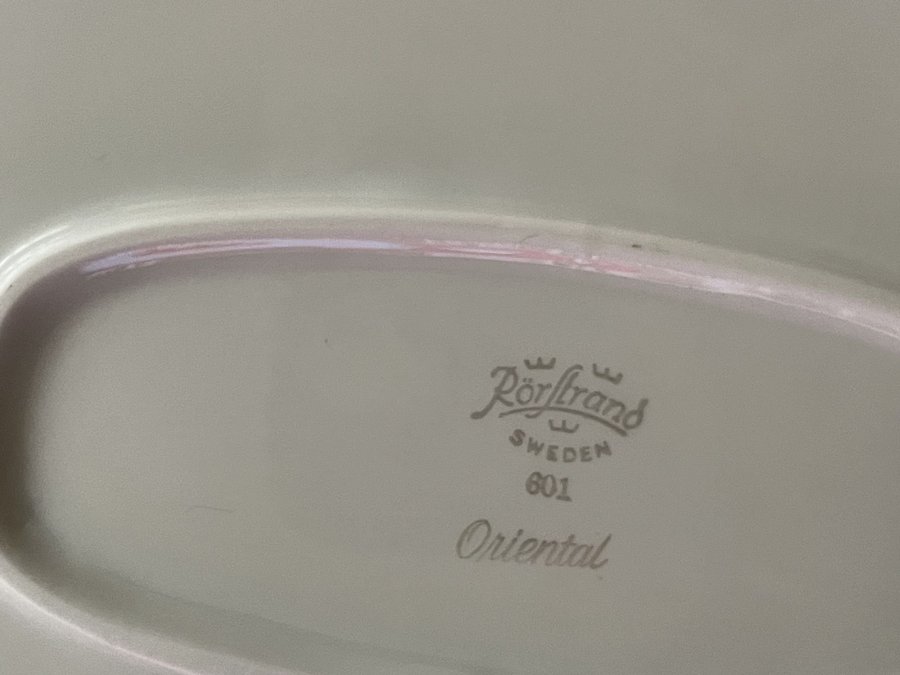 Rörstrand
SWEDEN
601
Oriental